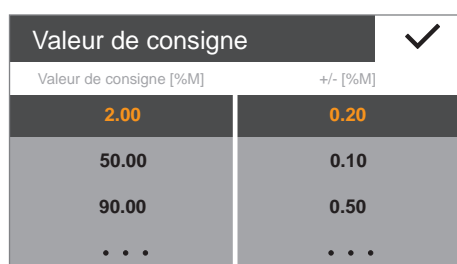 Valeur de consigne
Valeur de consigne [%M] +/- [%M]
2.00 0.20
50.00 0.10
90.00 0.50
• • • • • •